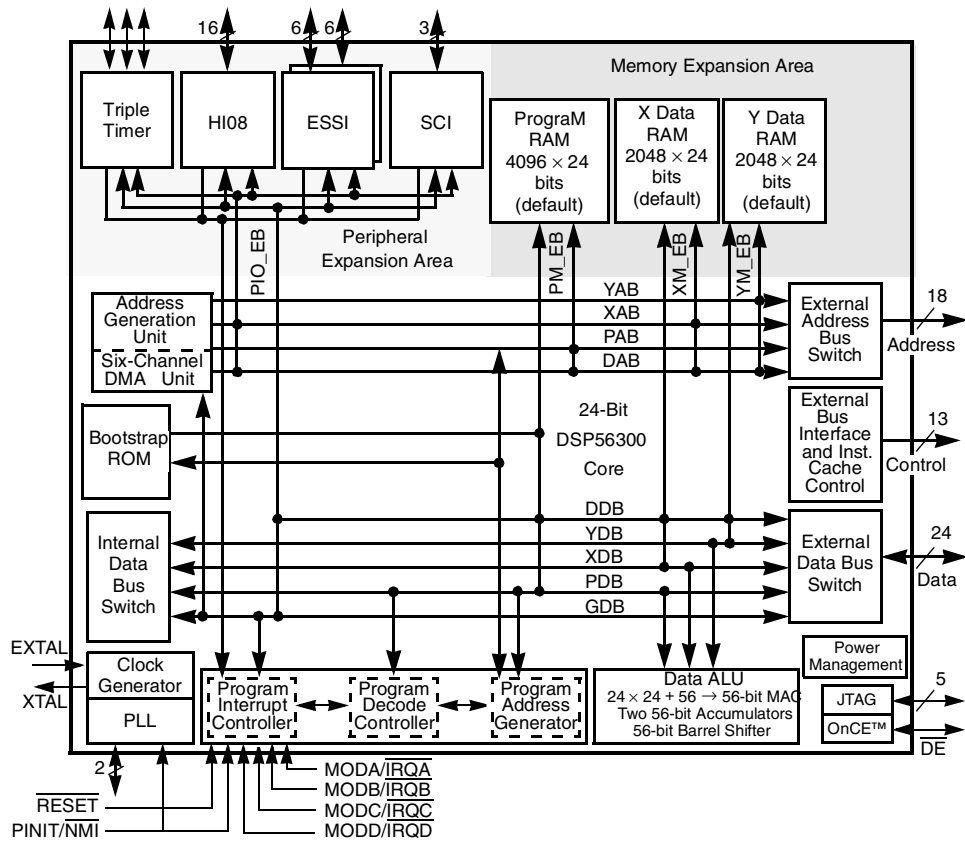 16 6 6 3
Memory Expansion Area
Triple
Timer
HI08
ESSI
SCI
PrograM
RAM
4096 × 24
bits
(default)
X Data
RAM
2048 × 24
bits
(default)
Y Data
RAM
2048 × 24
bits
(default)
Peripheral
Expansion Area
PIO_EB
PM_EB
XM_EB
YM_EB
Address
Generation
Unit
Six-Channel
DMA Unit
YAB
XAB
PAB
DAB
External
Address
Bus
Switch
18
Address
Bootstrap
ROM
24-Bit
DSP56300
Core
External
Bus
Interface
and Inst.
Cache
Control
13
Control
Internal
Data
Bus
Switch
DDB
YDB
XDB
PDB
GDB
External
Data Bus
Switch
24
Data
EXTAL
XTAL
Clock
Generator
PLL
2
Program
Interrupt
Controller
Program
Decode
Controller
Program
Address
Generator
Data ALU
24 × 24 + 56 → 56-bit MAC
Two 56-bit Accumulators
56-bit Barrel Shifter
Power
Management
JTAG
OnCE™
5
DE
RESET
PINIT/NMI
MODA/IRQA
MODB/IRQB
MODC/IRQC
MODD/IRQD